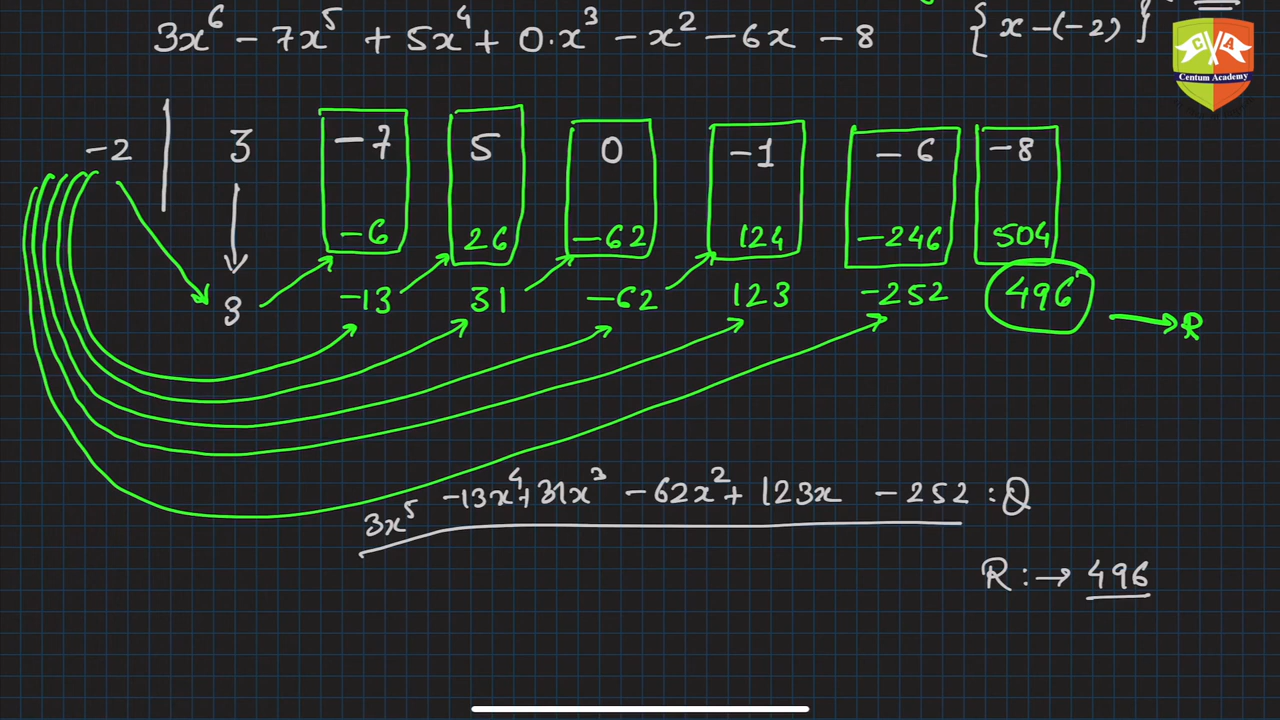 3x⁶ - 7x⁵ + 5x⁴ + 0·x³ - x² - 6x - 8 {x-(-2)}
C A
Centum Academy
-2 | 3 -7 5 0 -1 -6 -8
-6 26 -62 124 -246 504
3 -13 31 -62 123 -252 496 → R
3x⁵ -13x⁴+31x³ -62x²+ 123x -252 : Q
R : → 496